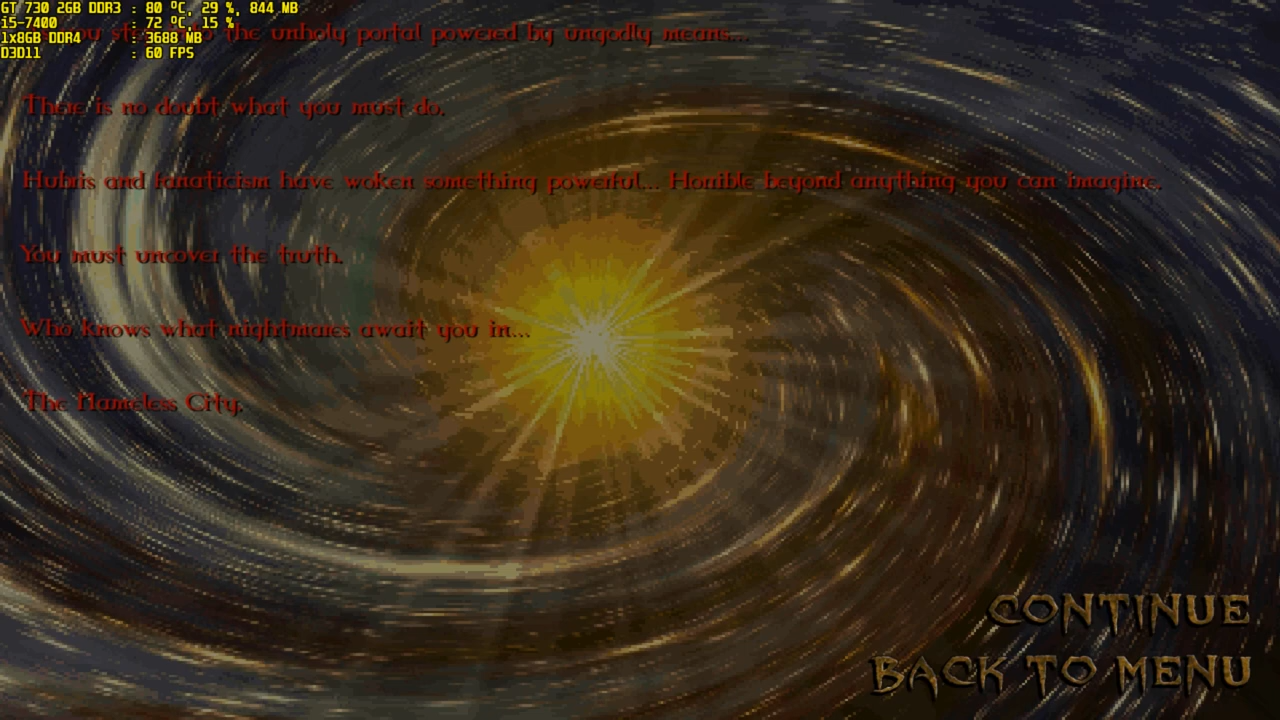 GT 730 2GB DDR3 : 80 ºC, 29 %, 844 MB
i5-7400 : 72 ºC, 15 %
1x8GB DDR4 : 3688 MB
D3D11 : 60 FPS
the unholy portal powered by ungodly means...
There is no doubt what you must do.
Hubris and fanaticism have woken something powerful... Horrible beyond anything you can imagine.
You must uncover the truth.
Who knows what nightmares await you in...
The Nameless City.
CONTINUE
BACK TO MENU